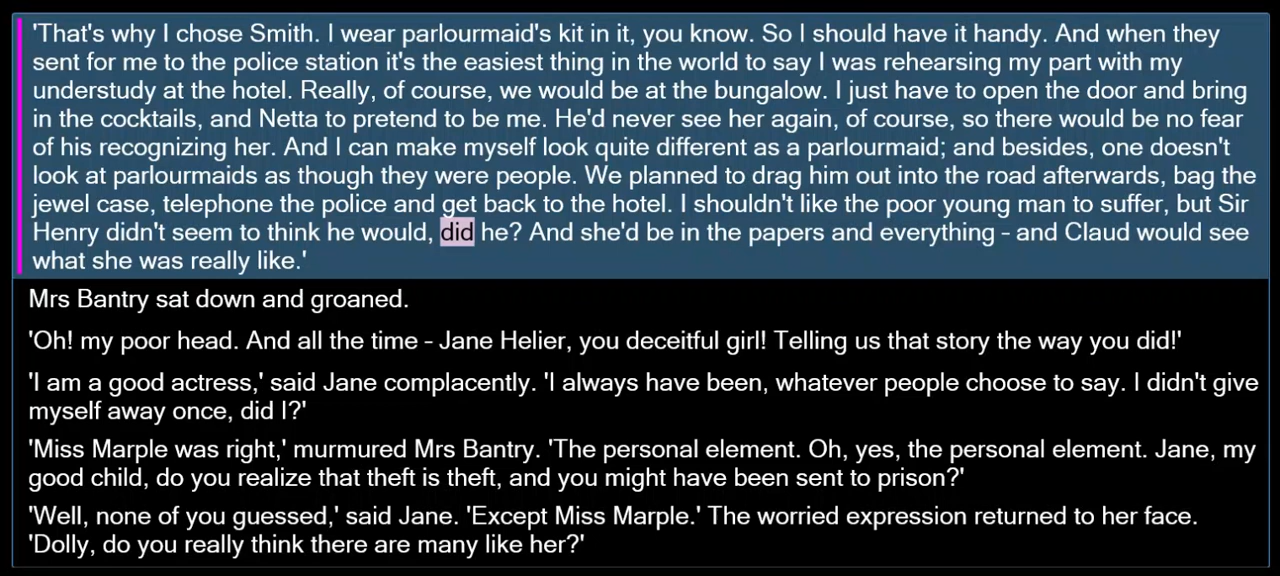 'That's why I chose Smith. I wear parlourmaid's kit in it, you know. So I should have it handy. And when they
sent for me to the police station it's the easiest thing in the world to say I was rehearsing my part with my
understudy at the hotel. Really, of course, we would be at the bungalow. I just have to open the door and bring
in the cocktails, and Netta to pretend to be me. He'd never see her again, of course, so there would be no fear
of his recognizing her. And I can make myself look quite different as a parlourmaid; and besides, one doesn't
look at parlourmaids as though they were people. We planned to drag him out into the road afterwards, bag the
jewel case, telephone the police and get back to the hotel. I shouldn't like the poor young man to suffer, but Sir
Henry didn't seem to think he would, did he? And she'd be in the papers and everything – and Claud would see
what she was really like.'
Mrs Bantry sat down and groaned.
'Oh! my poor head. And all the time – Jane Helier, you deceitful girl! Telling us that story the way you did!'
'I am a good actress,' said Jane complacently. 'I always have been, whatever people choose to say. I didn't give
myself away once, did I?'
'Miss Marple was right,' murmured Mrs Bantry. 'The personal element. Oh, yes, the personal element. Jane, my
good child, do you realize that theft is theft, and you might have been sent to prison?'
'Well, none of you guessed,' said Jane. 'Except Miss Marple.' The worried expression returned to her face.
'Dolly, do you really think there are many like her?'